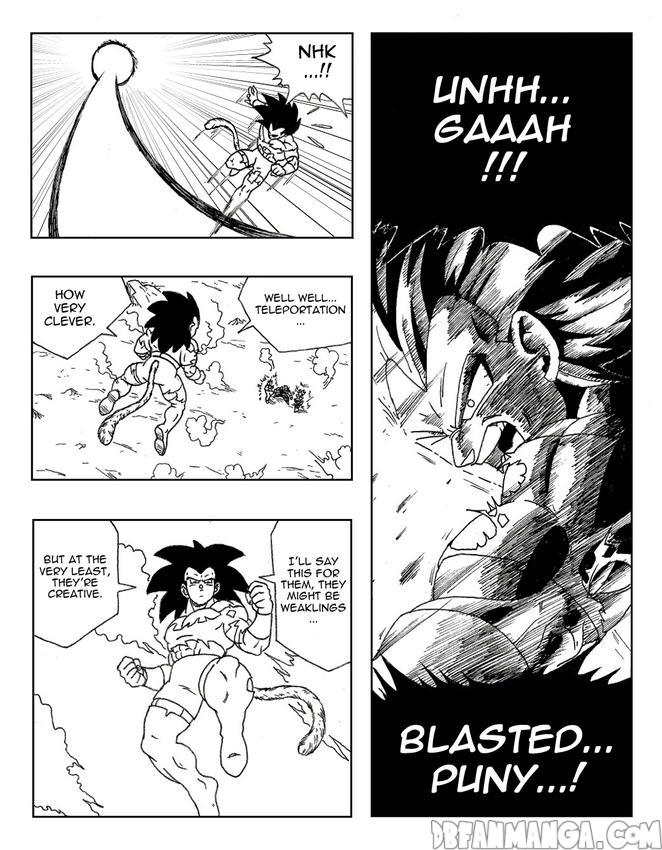 UNHH...
GAAAH
!!!
BLASTED...
PUNY...!
NHK
...!!
WELL WELL...
TELEPORTATION
...
HOW
VERY
CLEVER.
I'LL SAY
THIS FOR
THEM, THEY
MIGHT BE
WEAKLINGS
...
BUT AT THE
VERY LEAST,
THEY'RE
CREATIVE.
DBFANMANGA.COM